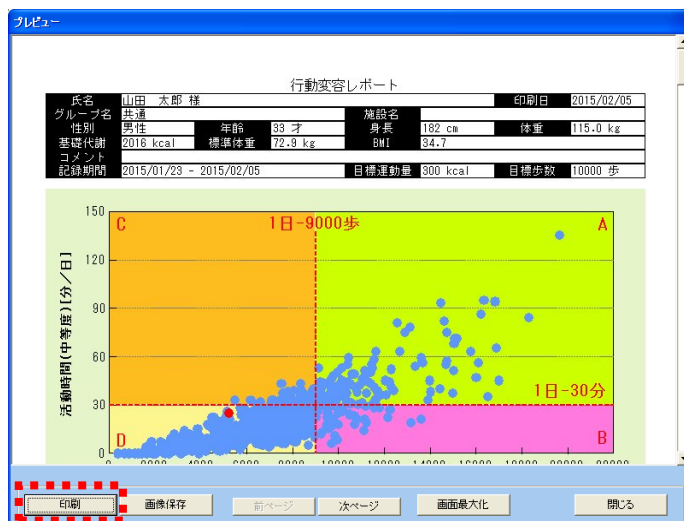 プレビュー
行動変容レポート
氏名 山田 太郎 様 印刷日 2015/02/05
グループ名 共通 施設名
性別 男性 年齢 33 才 身長 182 cm 体重 115.0 kg
基礎代謝 2016 kcal 標準体重 72.9 kg BMI 34.7
コメント
記録期間 2015/01/23 - 2015/02/05 目標運動量 300 kcal 目標歩数 10000 歩
150
C 1日-9000歩 A
120
90
60
30 1日-30分
D B
0
活動時間(中等度)[分/日]
印刷 画像保存 前ページ 次ページ 画面最大化 閉じる